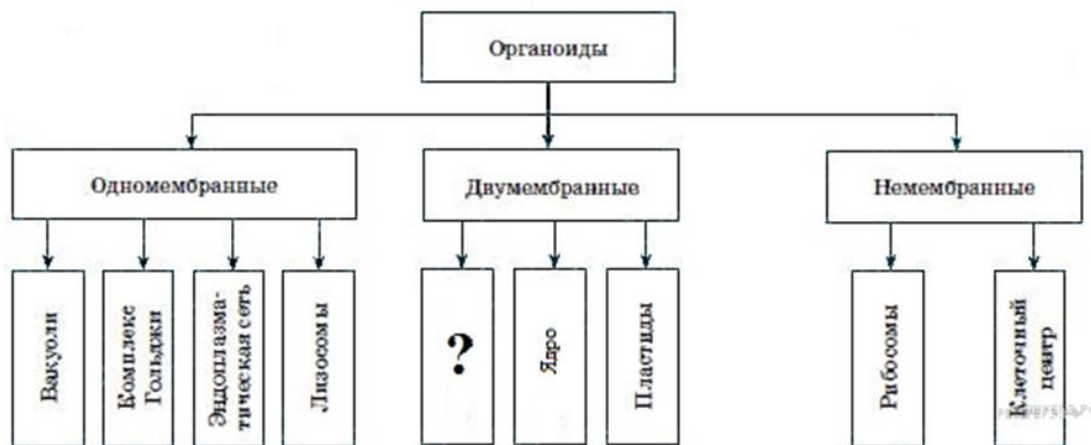 Органоиды
Одномембранные
Двумембранные
Немембранные
Вакуоли
Комплекс
Гольджи
Эндоплазма-
тическая сеть
Лизосомы
?
Ядро
Пластиды
Рибосомы
Клеточный
центр